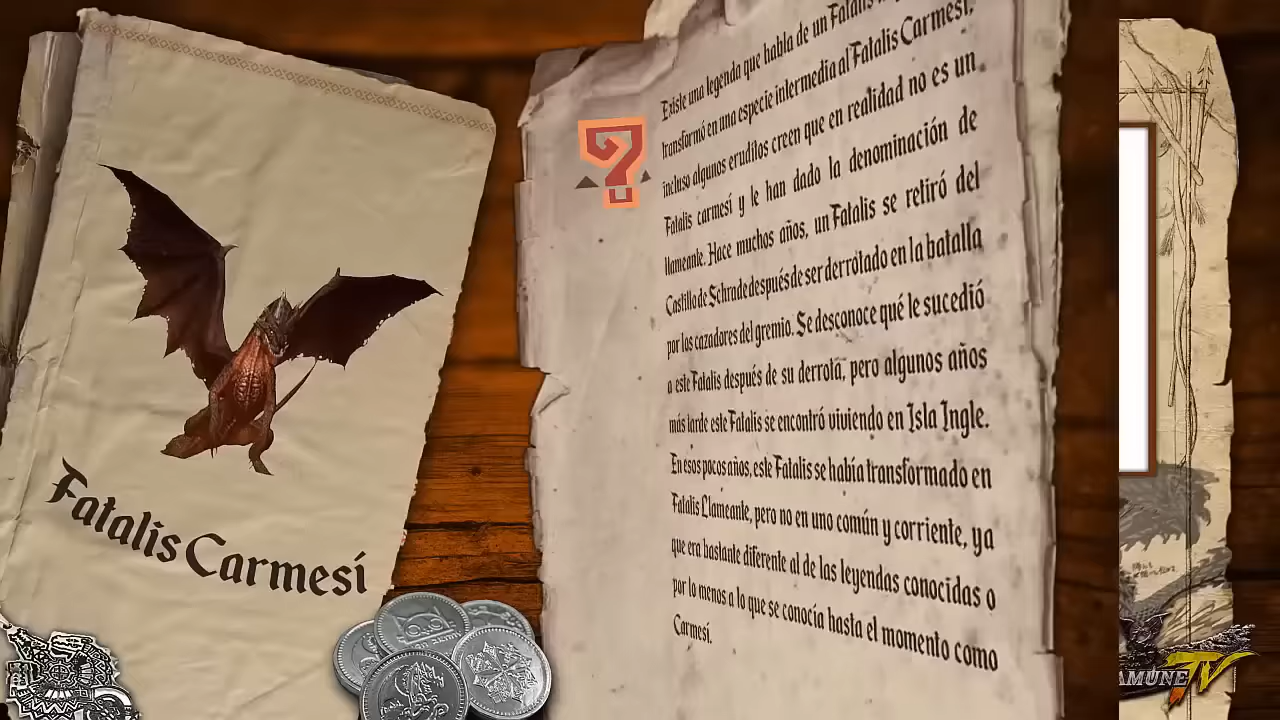 Fatalis Carmesí
Existe una leyenda que habla de un Fatalis
transformó en una especie intermedia al Fatalis Carmesí,
incluso algunos eruditos creen que en realidad no es un
Fatalis carmesí y le han dado la denominación de
llameante. Hace muchos años, un Fatalis se retiró del
Castillo de Schrade después de ser derrotado en la batalla
por los cazadores del gremio. Se desconoce qué le sucedió
a este Fatalis después de su derrota, pero algunos años
más tarde este Fatalis se encontró viviendo en Isla Ingle.
En esos pocos años, este Fatalis se había transformado en
Fatalis Llameante, pero no en uno común y corriente, ya
que era bastante diferente al de las leyendas conocidas o
por lo menos a lo que se conocía hasta el momento como
Carmesí.
?
AMUNE TV